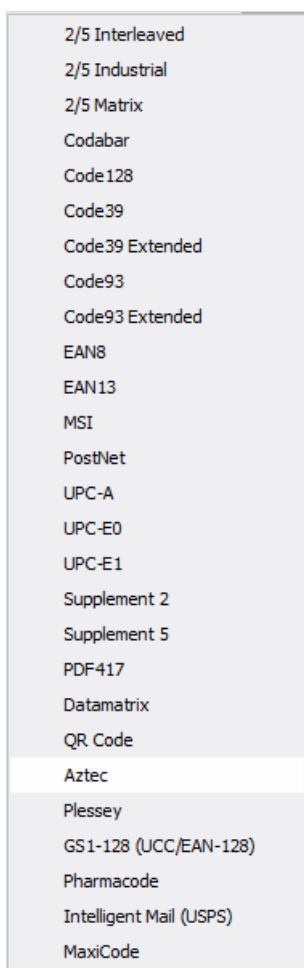 2/5 Interleaved
2/5 Industrial
2/5 Matrix
Codabar
Code128
Code39
Code39 Extended
Code93
Code93 Extended
EAN8
EAN13
MSI
PostNet
UPC-A
UPC-E0
UPC-E1
Supplement 2
Supplement 5
PDF417
Datamatrix
QR Code
Aztec
Plessey
GS1-128 (UCC/EAN-128)
Pharmacode
Intelligent Mail (USPS)
MaxiCode